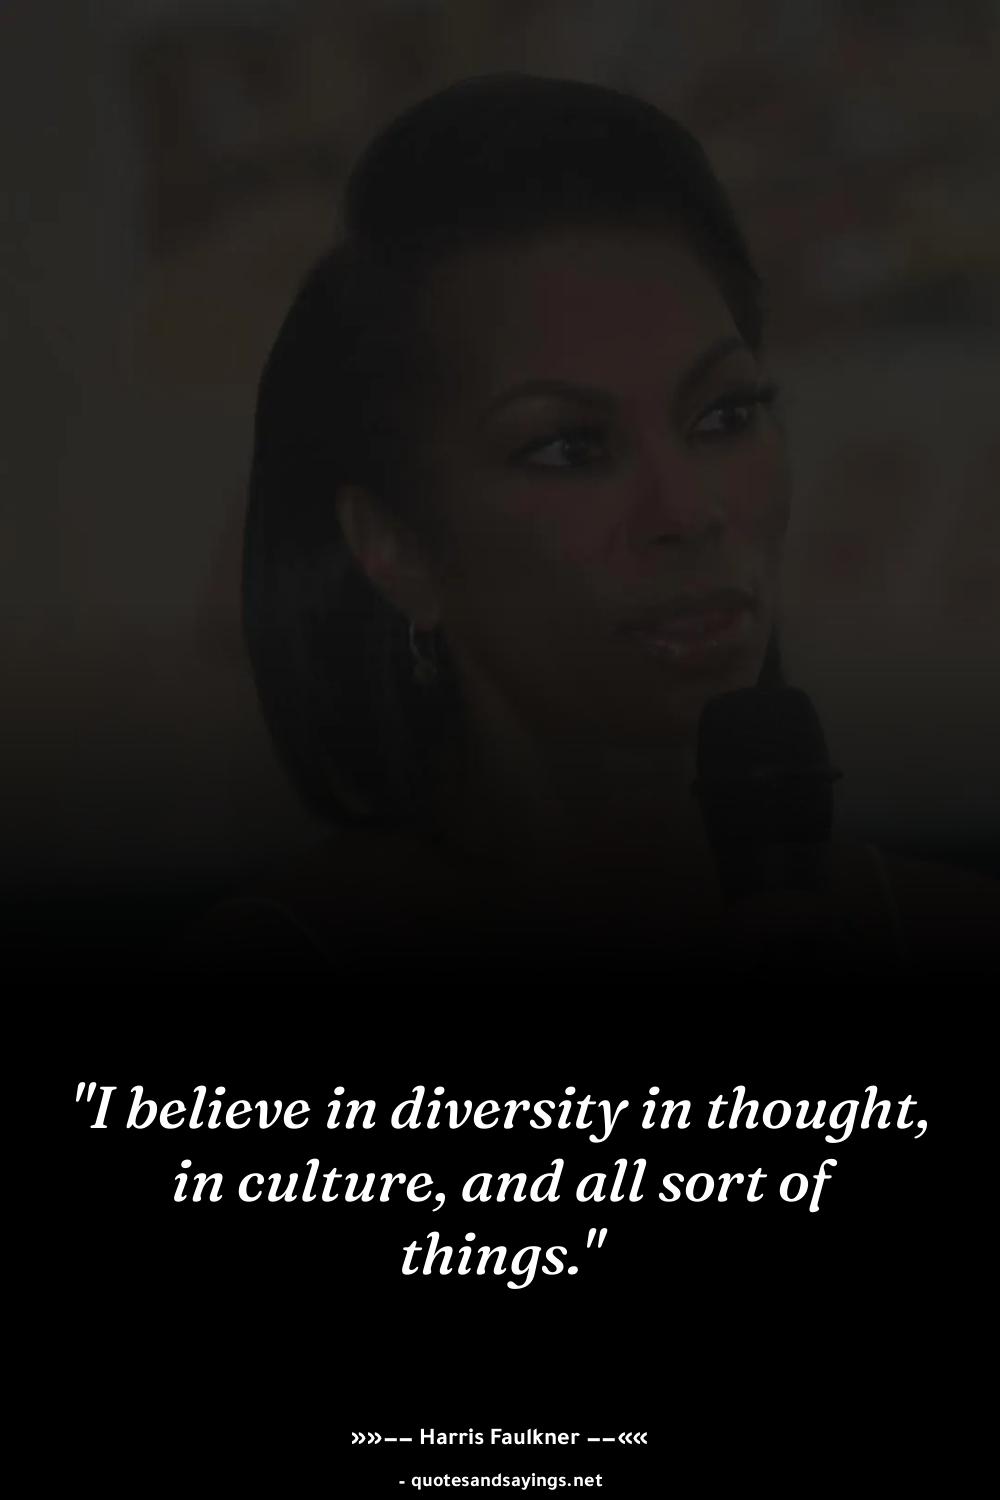 "I believe in diversity in thought,
in culture, and all sort of
things."
»»−− Harris Faulkner −−««
- quotesandsayings.net